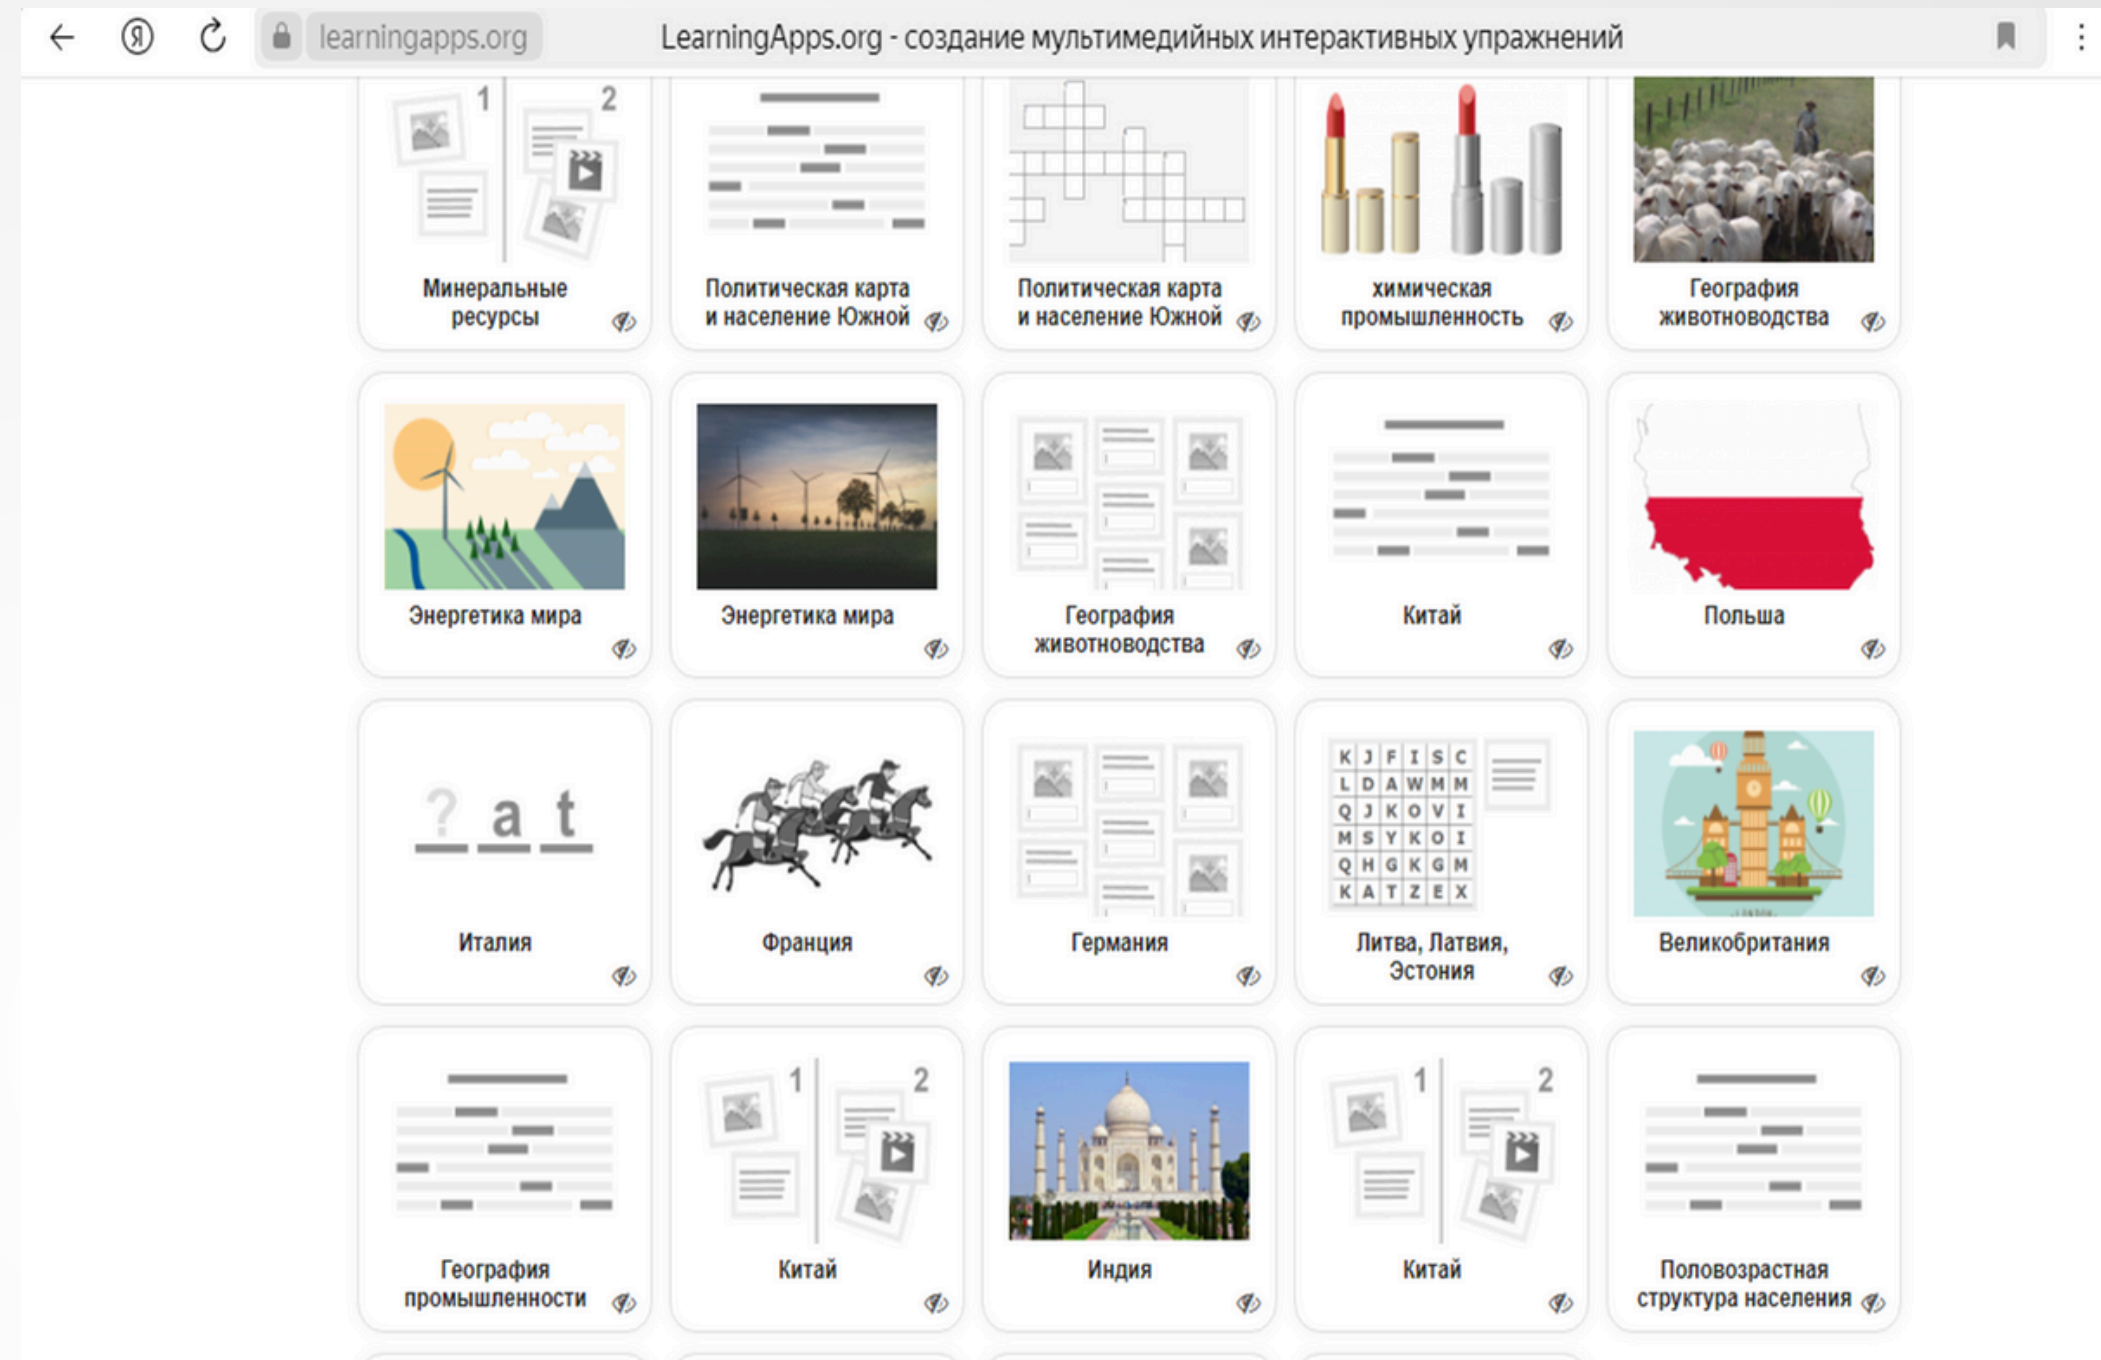 learningapps.org
LearningApps.org - создание мультимедийных интерактивных упражнений
1 2
Минеральные
ресурсы
Политическая карта
и население Южной
Политическая карта
и население Южной
химическая
промышленность
География
животноводства
Энергетика мира
Энергетика мира
География
животноводства
Китай
Польша
? a t
Италия
Франция
Германия
K J F I S C
L D A W M M
Q J K O V I
M S Y K O I
Q H G K G M
K A T Z E X
Литва, Латвия,
Эстония
LONDON
Великобритания
География
промышленности
1 2
Китай
Индия
1 2
Китай
Половозрастная
структура населения